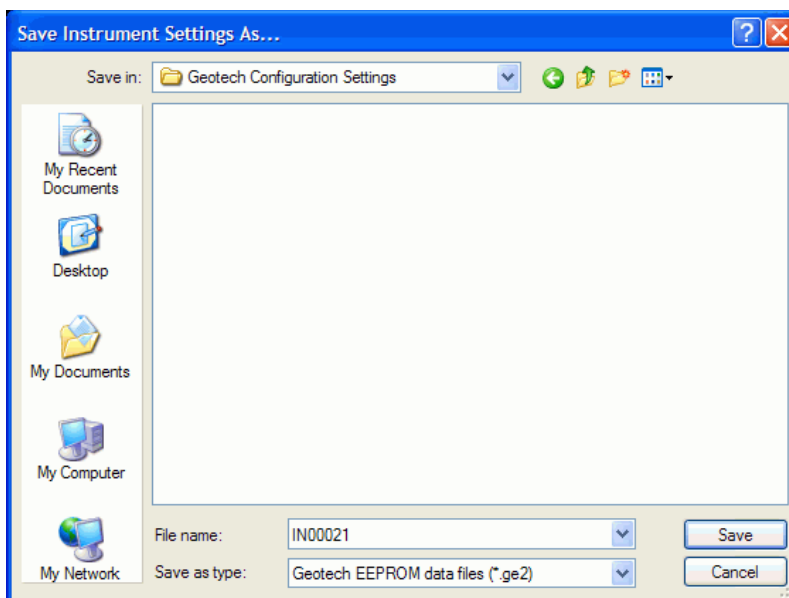 Save Instrument Settings As...
Save in: Geotech Configuration Settings
My Recent
Documents
Desktop
My Documents
My Computer
File name: IN00021 Save
My Network Save as type: Geotech EEPROM data files (*.ge2) Cancel